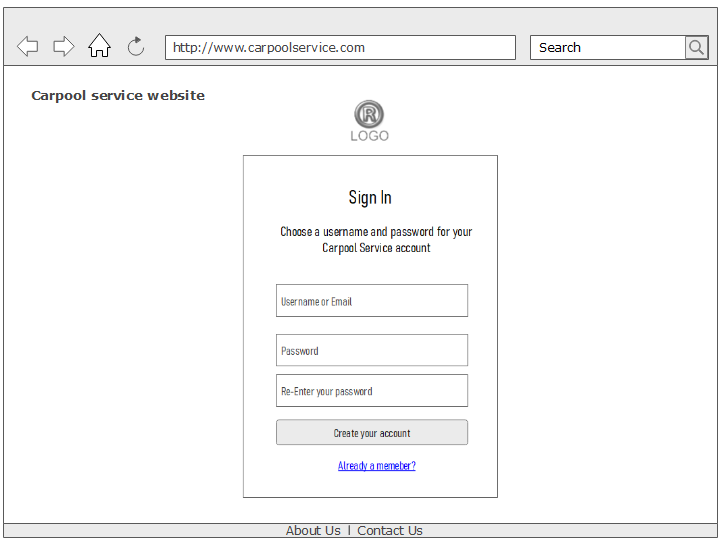 http://www.carpoolservice.com
Search
Carpool service website
R
LOGO
Sign In
Choose a username and password for your
Carpool Service account
Username or Email
Password
Re-Enter your password
Create your account
Already a memeber?
About Us | Contact Us